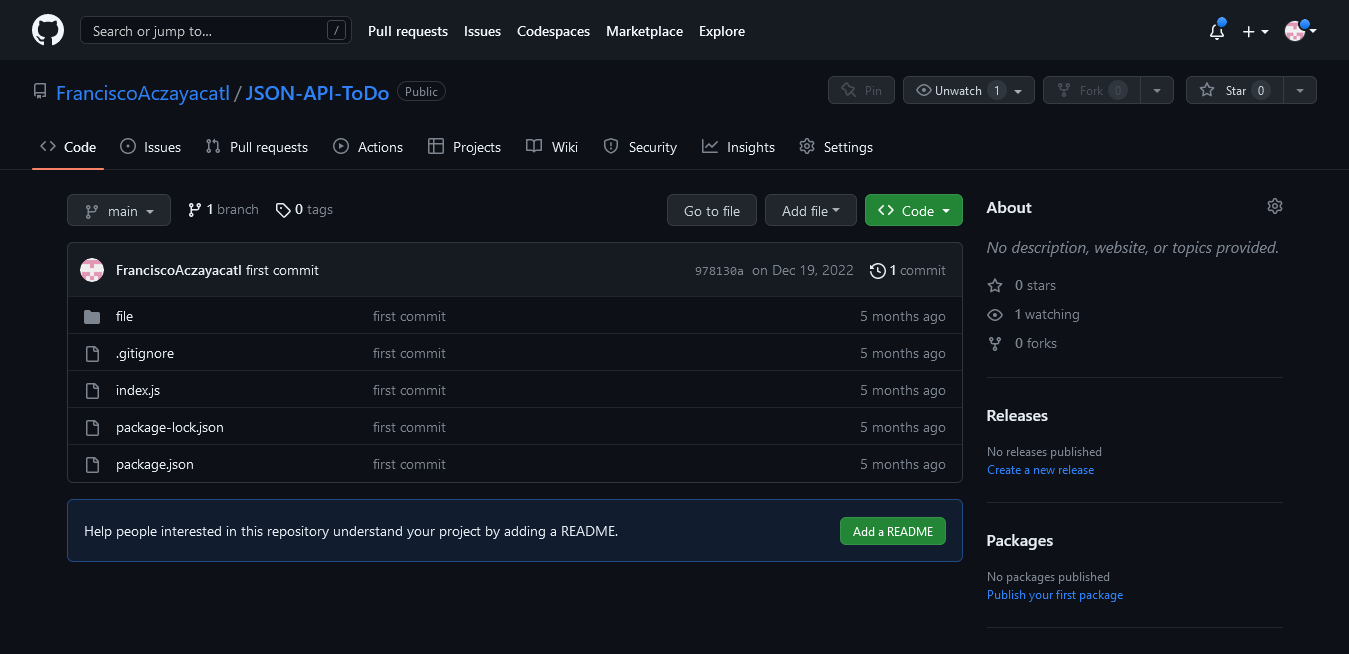 Search or jump to... / Pull requests Issues Codespaces Marketplace Explore
FranciscoAczayacatl / JSON-API-ToDo Public Pin Unwatch 1 Fork 0 Star 0
Code Issues Pull requests Actions Projects Wiki Security Insights Settings
main 1 branch 0 tags Go to file Add file Code
FranciscoAczayacatl first commit 978130a on Dec 19, 2022 1 commit
file first commit 5 months ago
.gitignore first commit 5 months ago
index.js first commit 5 months ago
package-lock.json first commit 5 months ago
package.json first commit 5 months ago
Help people interested in this repository understand your project by adding a README. Add a README
About
No description, website, or topics provided.
0 stars
1 watching
0 forks
Releases
No releases published
Create a new release
Packages
No packages published
Publish your first package